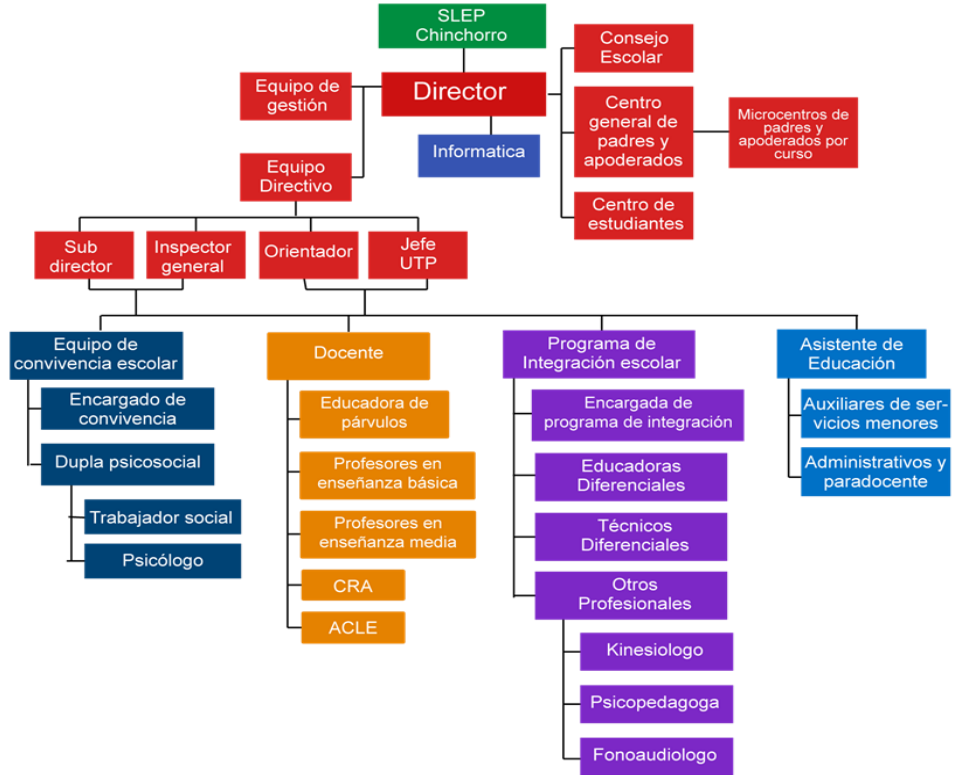 SLEP
Chinchorro
Director
Informatica
Equipo de
gestión
Equipo
Directivo
Consejo
Escolar
Centro
general de
padres y
apoderados
Microcentros de
padres y
apoderados por
curso
Centro de
estudiantes
Sub
director
Inspector
general
Orientador
Jefe
UTP
Equipo de
convivencia escolar
Encargado de
convivencia
Dupla psicosocial
Trabajador social
Psicólogo
Docente
Educadora de
párvulos
Profesores en
enseñanza básica
Profesores en
enseñanza media
CRA
ACLE
Programa de
Integración escolar
Encargada de
programa de integración
Educadoras
Diferenciales
Técnicos
Diferenciales
Otros
Profesionales
Kinesiologo
Psicopedagoga
Fonoaudiologo
Asistente de
Educación
Auxiliares de ser-
vicios menores
Administrativos y
paradocente